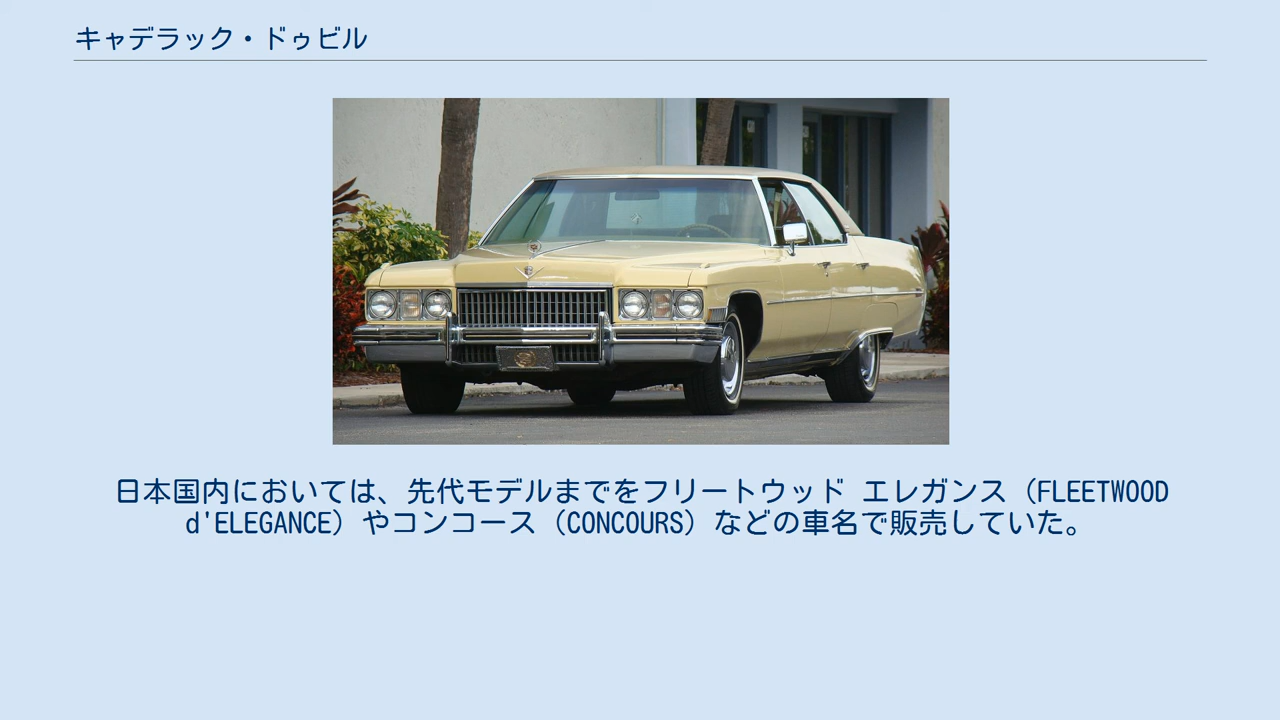 キャデラック・ドゥビル
日本国内においては、先代モデルまでをフリートウッド エレガンス（FLEETWOOD
d'ELEGANCE）やコンコース（CONCOURS）などの車名で販売していた。